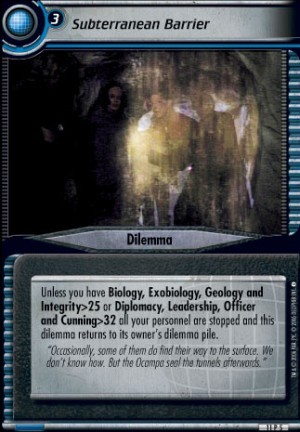 3
Subterranean Barrier
Dilemma
Unless you have Biology, Exobiology, Geology and
Integrity>25 or Diplomacy, Leadership, Officer
and Cunning>32 all your personnel are stopped and this
dilemma returns to its owner's dilemma pile.
"Occasionally, some of them do find their way to the surface. We
don't know how. But the Ocampa seal the tunnels afterwards."
11 P 5